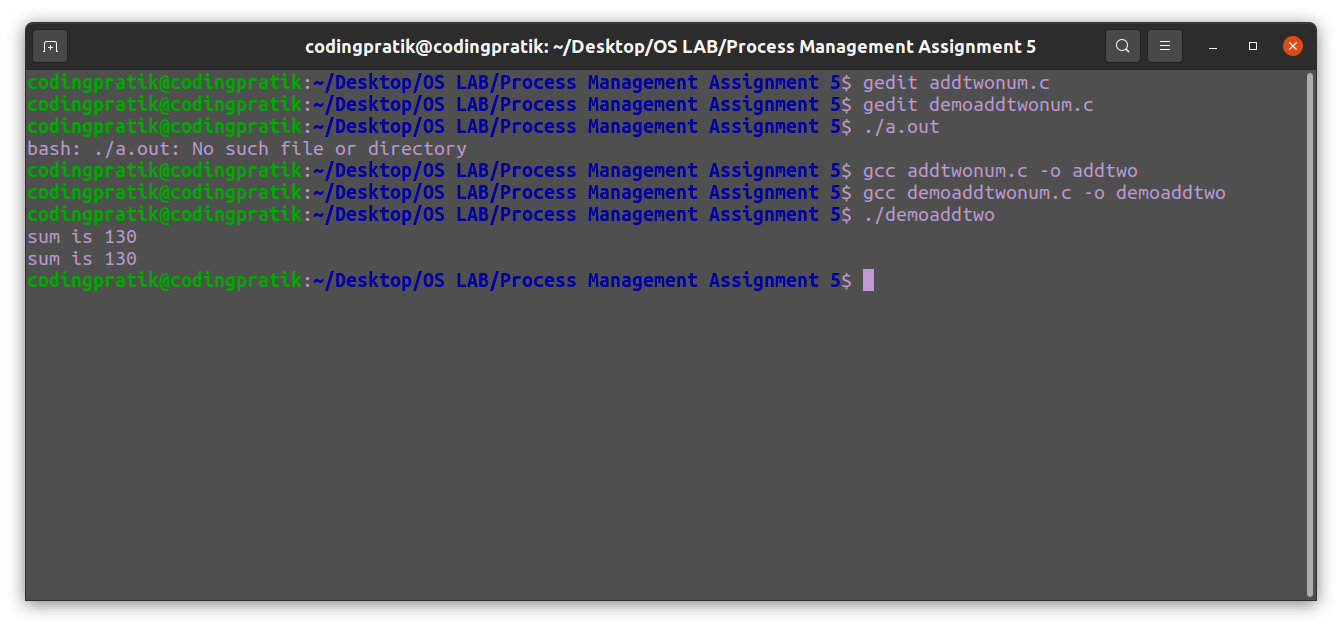 codingpratik@codingpratik: ~/Desktop/OS LAB/Process Management Assignment 5
codingpratik@codingpratik:~/Desktop/OS LAB/Process Management Assignment 5$ gedit addtwonum.c
codingpratik@codingpratik:~/Desktop/OS LAB/Process Management Assignment 5$ gedit demoaddtwonum.c
codingpratik@codingpratik:~/Desktop/OS LAB/Process Management Assignment 5$ ./a.out
bash: ./a.out: No such file or directory
codingpratik@codingpratik:~/Desktop/OS LAB/Process Management Assignment 5$ gcc addtwonum.c -o addtwo
codingpratik@codingpratik:~/Desktop/OS LAB/Process Management Assignment 5$ gcc demoaddtwonum.c -o demoaddtwo
codingpratik@codingpratik:~/Desktop/OS LAB/Process Management Assignment 5$ ./demoaddtwo
sum is 130
sum is 130
codingpratik@codingpratik:~/Desktop/OS LAB/Process Management Assignment 5$